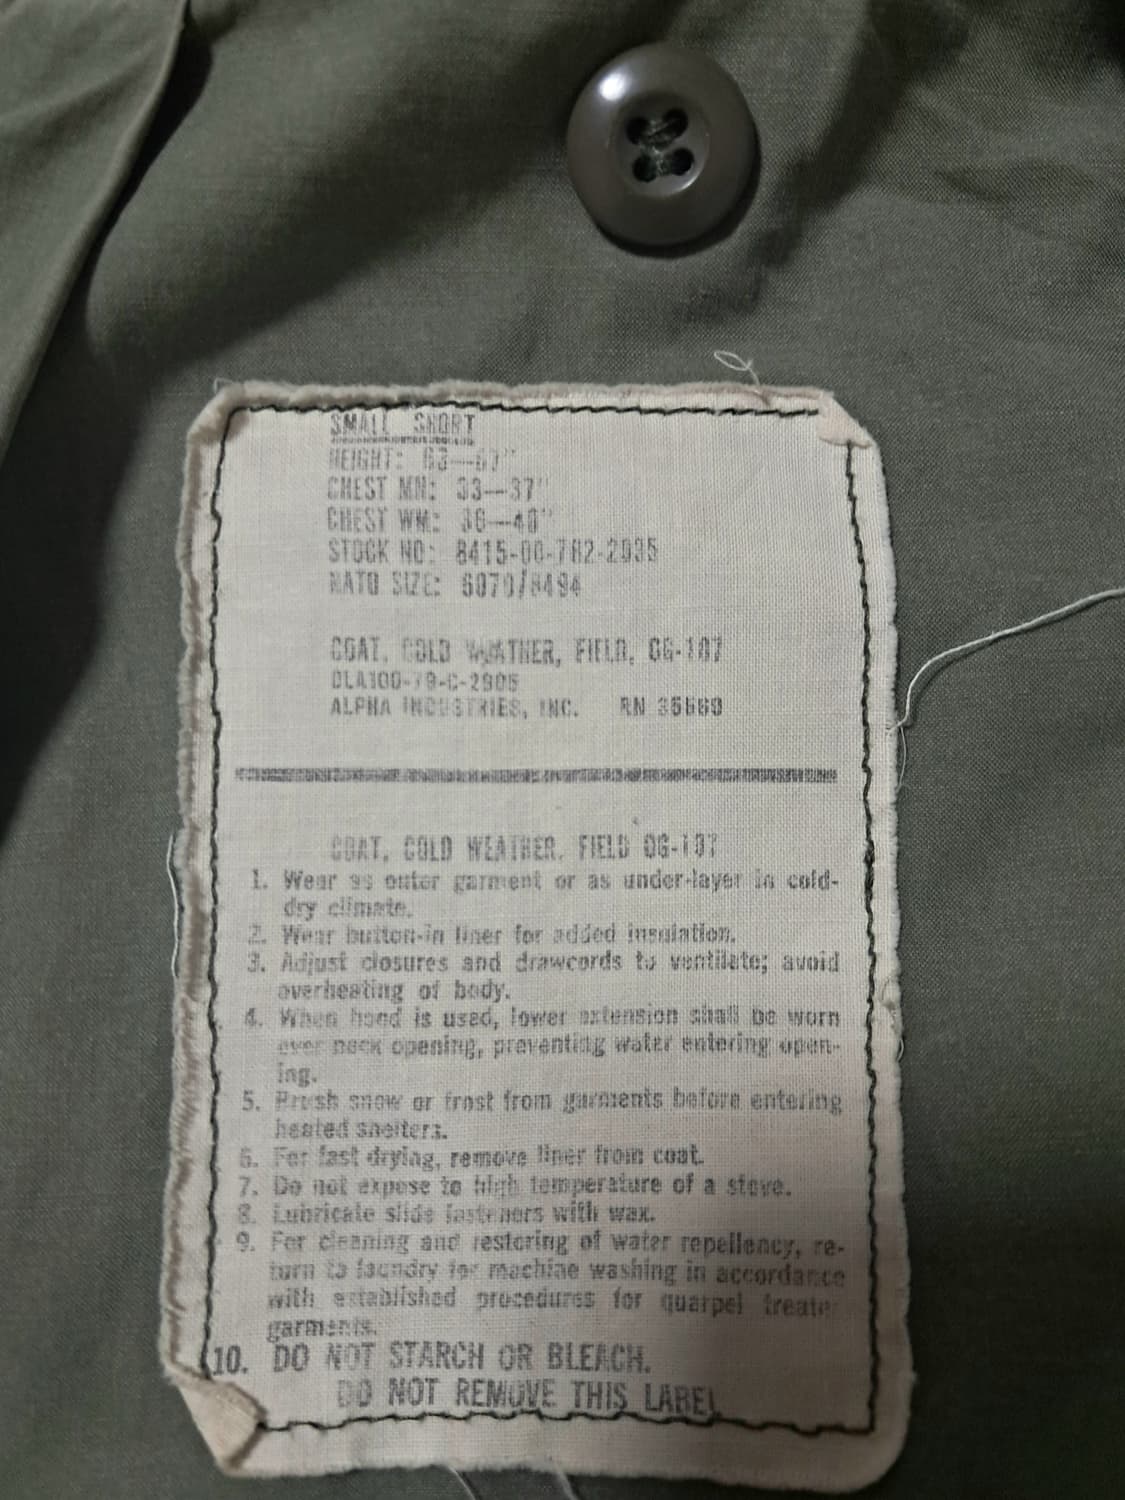 SMALL SHORT
HEIGHT: 63—67"
CHEST MN: 33—37"
CHEST WM: 36—40"
STOCK NO: 8415-00-782-2935
NATO SIZE: 6070/8494
COAT, COLD WEATHER, FIELD, OG-107
DLA100-79-C-2905
ALPHA INDUSTRIES, INC. RN
COAT, COLD WEATHER, FIELD OG-107
1. Wear as outer garment or as under-layer in cold-
dry climate.
2. Wear button-in liner for added insulation.
3. Adjust closures and drawcords to ventilate; avoid
overheating of body.
4. When hood is used, lower extension shall be worn
over neck opening, preventing water entering open-
ing.
5. Brush snow or frost from garments before entering
heated shelters.
6. For fast drying, remove liner from coat.
7. Do not expose to high temperature of a stove.
8. Lubricate slide fasteners with wax.
9. For cleaning and restoring of water repellency, re-
turn to laundry for machine washing in accordance
with established procedures for quarpel treated
garments.
10. DO NOT STARCH OR BLEACH.
DO NOT REMOVE THIS LABEL